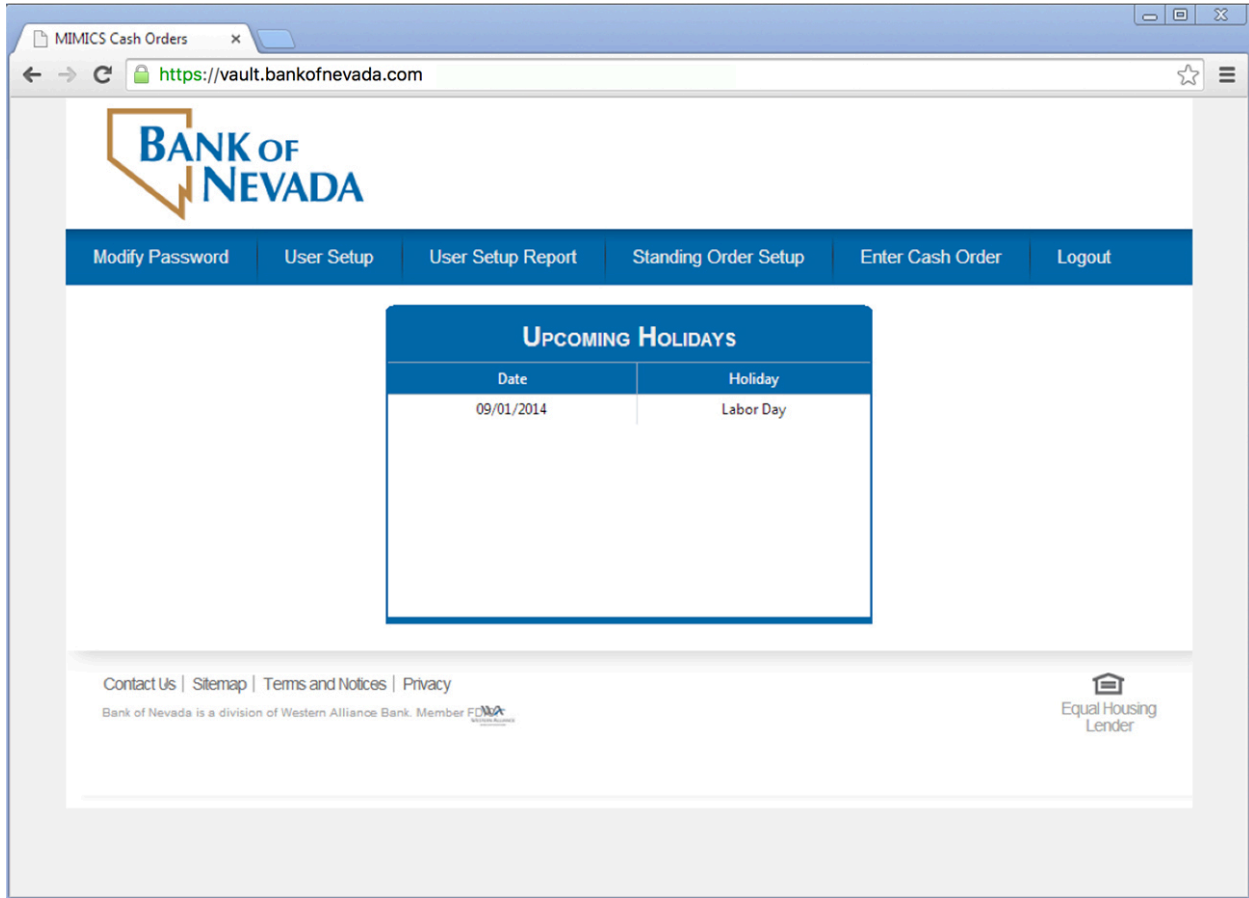 MIMICS Cash Orders
https://vault.bankofnevada.com
BANK OF
NEVADA
Modify Password User Setup User Setup Report Standing Order Setup Enter Cash Order Logout
UPCOMING HOLIDAYS
Date Holiday
09/01/2014 Labor Day
Contact Us | Sitemap | Terms and Notices | Privacy
Bank of Nevada is a division of Western Alliance Bank. Member
Equal Housing
Lender